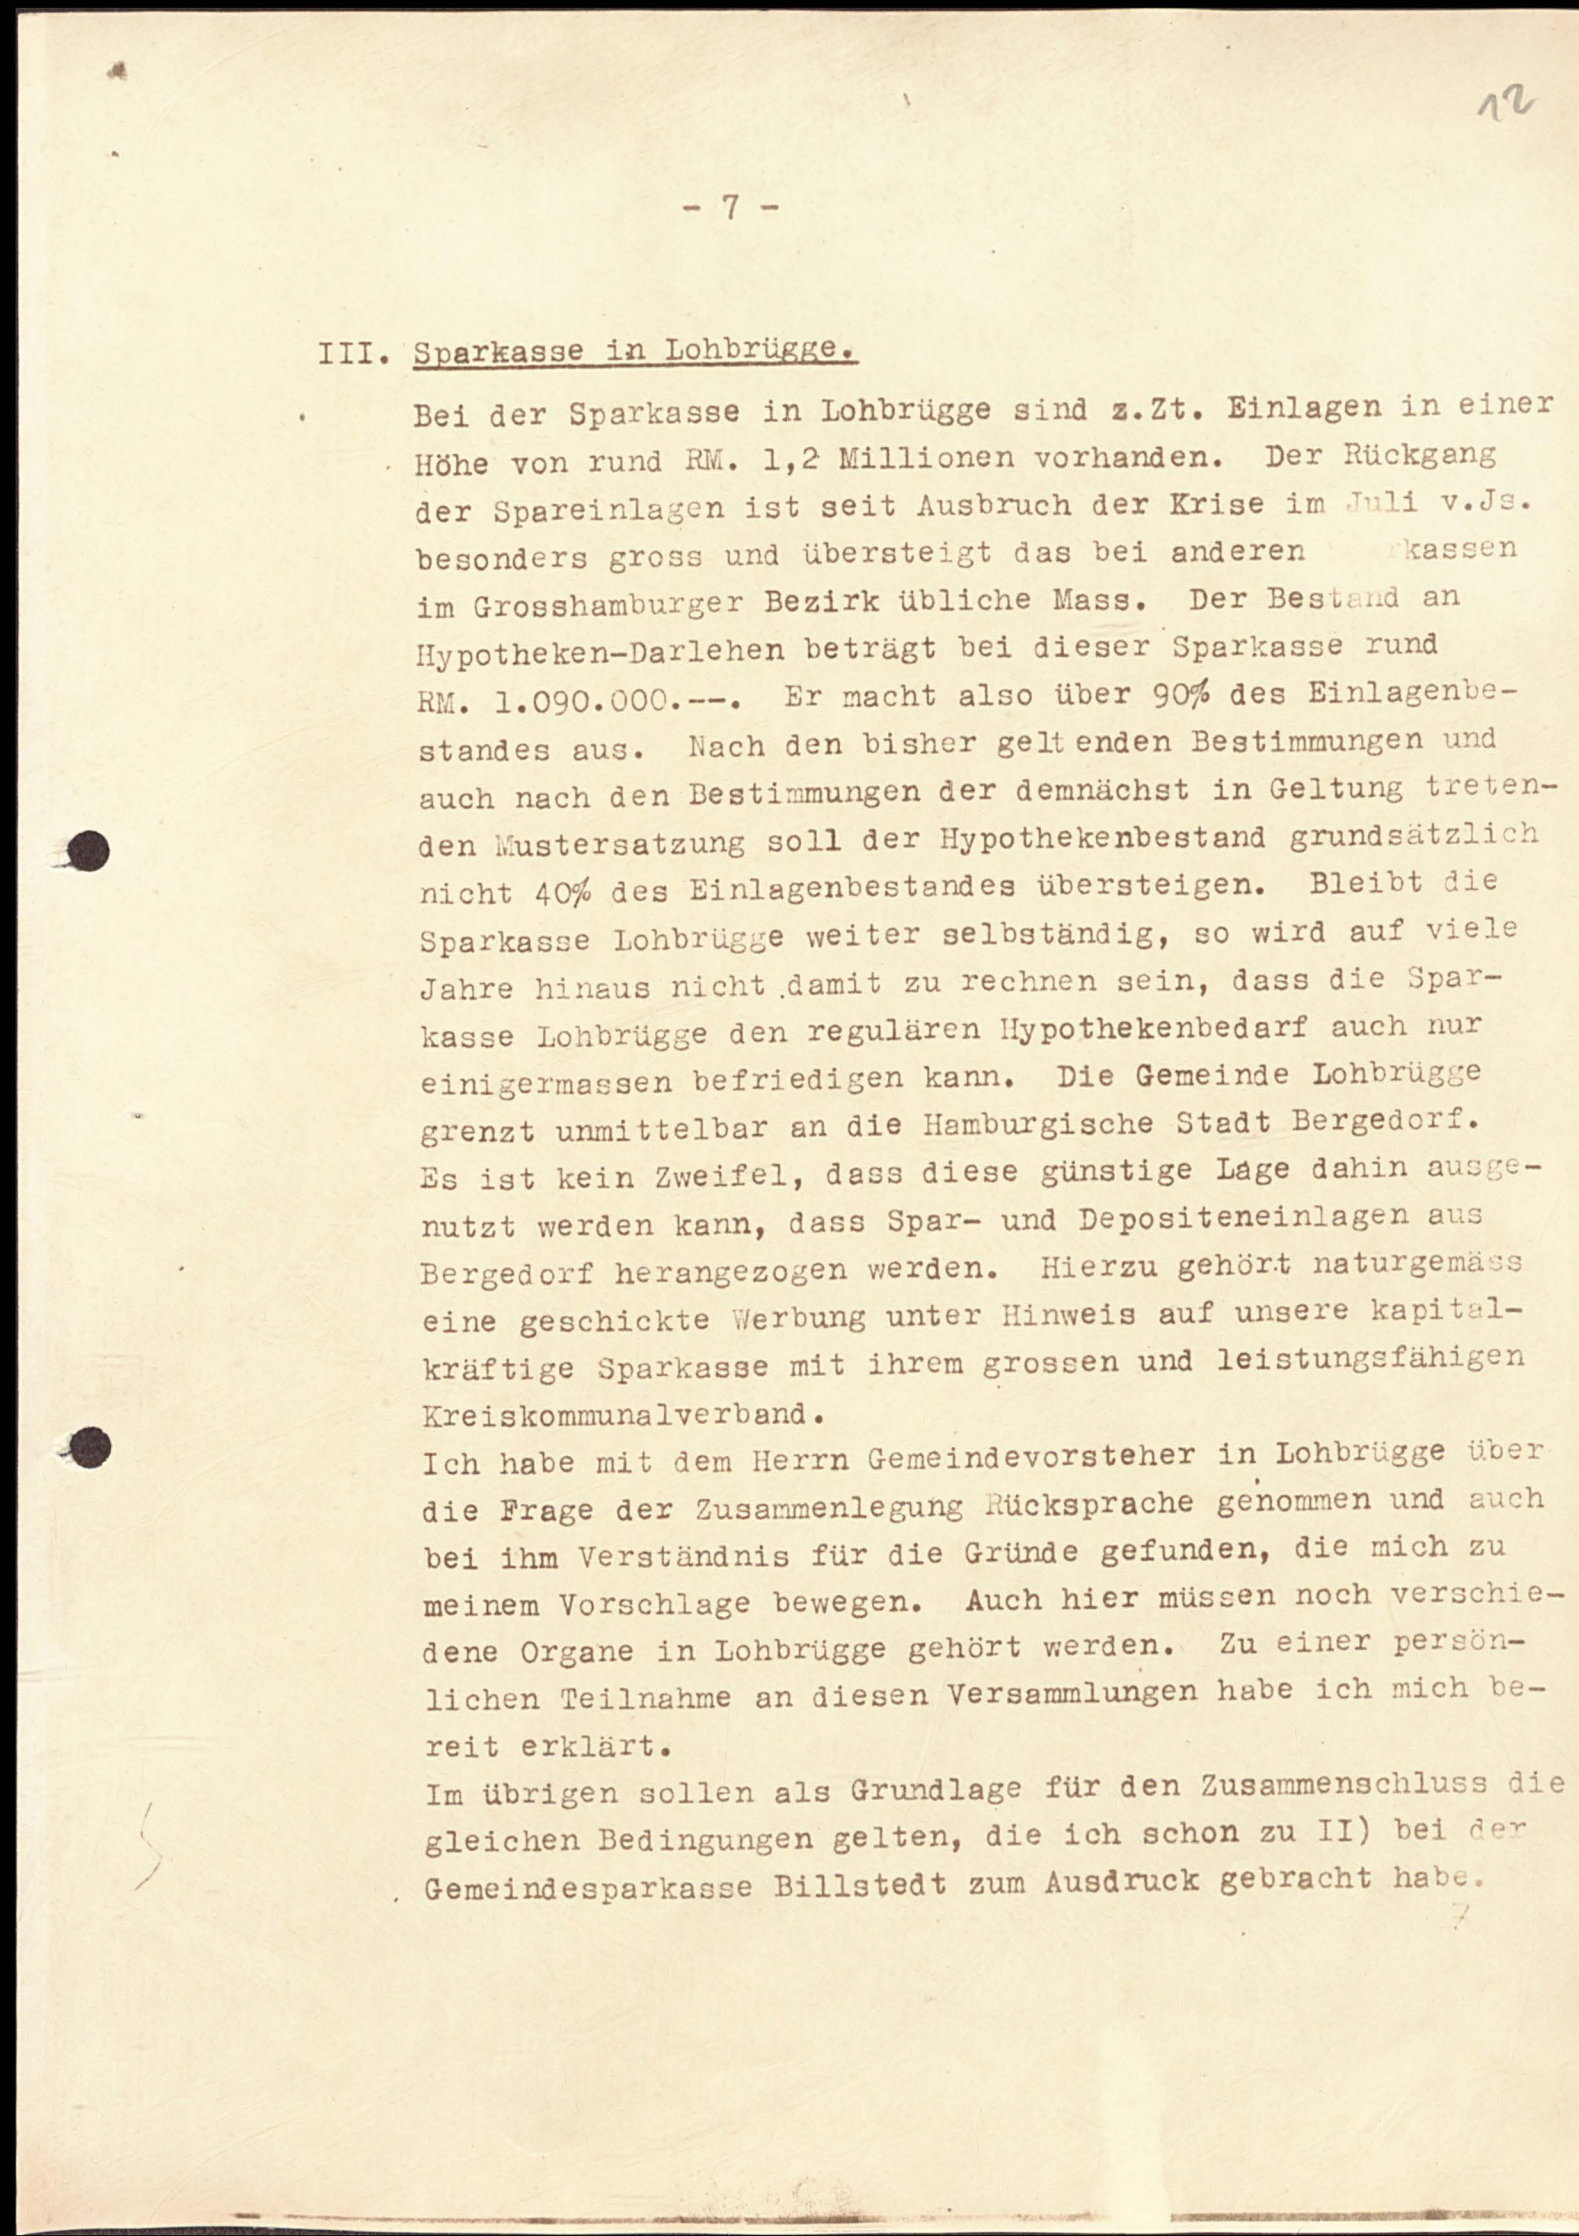 12
- 7 -
III. Sparkasse in Lohbrügge.
Bei der Sparkasse in Lohbrügge sind z.Zt. Einlagen in einer
Höhe von rund RM. 1,2 Millionen vorhanden. Der Rückgang
der Spareinlagen ist seit Ausbruch der Krise im Juli v.Js.
besonders gross und übersteigt das bei anderen kassen
im Grosshamburger Bezirk übliche Mass. Der Bestand an
Hypotheken-Darlehen beträgt bei dieser Sparkasse rund
RM. 1.090.000.--. Er macht also über 90% des Einlagenbe-
standes aus. Nach den bisher geltenden Bestimmungen und
auch nach den Bestimmungen der demnächst in Geltung treten-
den Mustersatzung soll der Hypothekenbestand grundsätzlich
nicht 40% des Einlagenbestandes übersteigen. Bleibt die
Sparkasse Lohbrügge weiter selbständig, so wird auf viele
Jahre hinaus nicht damit zu rechnen sein, dass die Spar-
kasse Lohbrügge den regulären Hypothekenbedarf auch nur
einigermassen befriedigen kann. Die Gemeinde Lohbrügge
grenzt unmittelbar an die Hamburgische Stadt Bergedorf.
Es ist kein Zweifel, dass diese günstige Lage dahin ausge-
nutzt werden kann, dass Spar- und Depositeneinlagen aus
Bergedorf herangezogen werden. Hierzu gehört naturgemäss
eine geschickte Werbung unter Hinweis auf unsere kapital-
kräftige Sparkasse mit ihrem grossen und leistungsfähigen
Kreiskommunalverband.
Ich habe mit dem Herrn Gemeindevorsteher in Lohbrügge über
die Frage der Zusammenlegung Rücksprache genommen und auch
bei ihm Verständnis für die Gründe gefunden, die mich zu
meinem Vorschlage bewegen. Auch hier müssen noch verschie-
dene Organe in Lohbrügge gehört werden. Zu einer persön-
lichen Teilnahme an diesen Versammlungen habe ich mich be-
reit erklärt.
Im übrigen sollen als Grundlage für den Zusammenschluss die
gleichen Bedingungen gelten, die ich schon zu II) bei der
Gemeindesparkasse Billstedt zum Ausdruck gebracht habe.